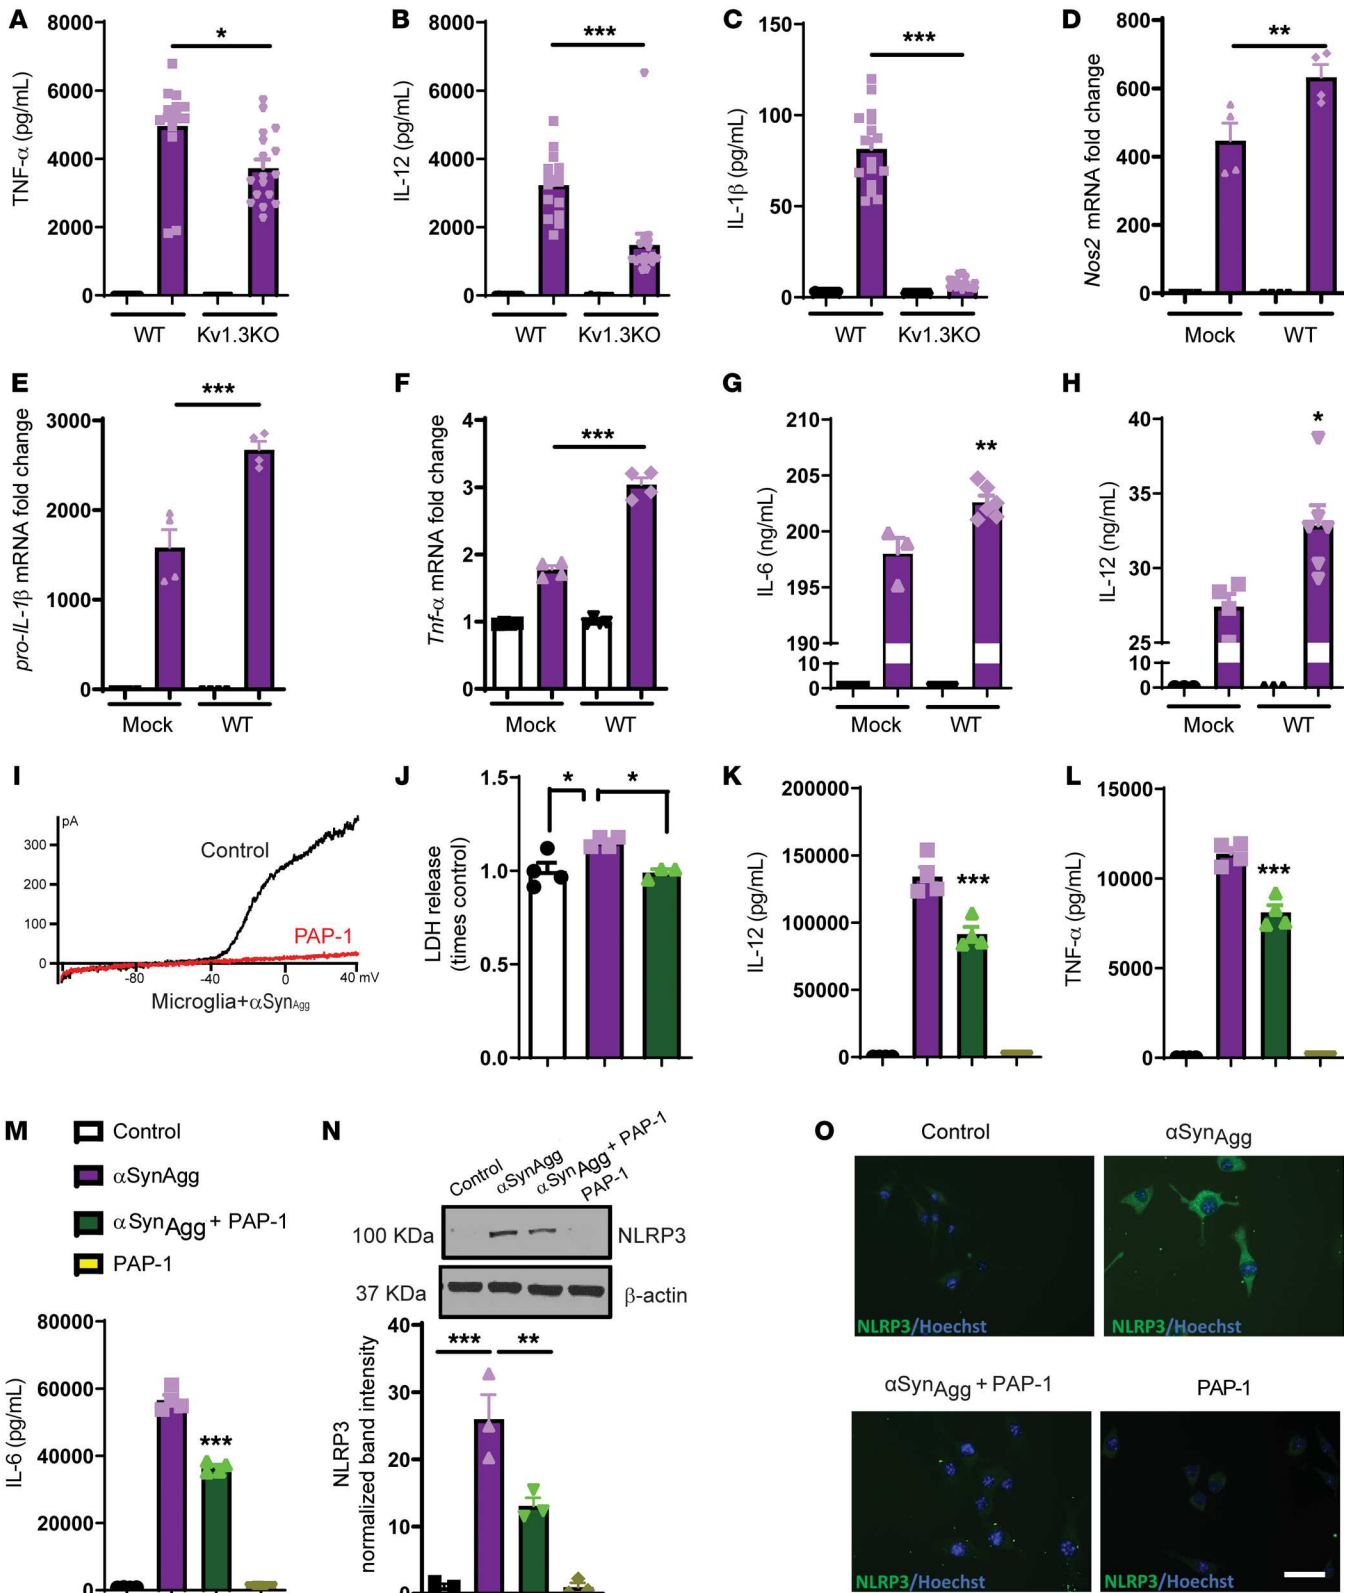 A
8000
6000
4000
2000
0
TNF-α (pg/mL)
*
WT
Kv1.3KO
B
8000
6000
4000
2000
0
IL-12 (pg/mL)
***
WT
Kv1.3KO
C
150
100
50
0
IL-1β (pg/mL)
***
WT
Kv1.3KO
D
800
600
400
200
0
Nos2 mRNA fold change
**
Mock
WT
E
3000
2000
1000
0
pro-IL-1β mRNA fold change
***
Mock
WT
F
4
3
2
1
0
Tnf-α mRNA fold change
***
Mock
WT
G
210
205
200
195
190
10
0
IL-6 (ng/mL)
**
Mock
WT
H
40
35
30
25
10
0
IL-12 (ng/mL)
*
Mock
WT
I
pA
300
200
100
0
-80
-40
0
40 mV
Control
PAP-1
Microglia+αSynAgg
J
1.5
1.0
0.5
0.0
LDH release
(times control)
*
*
K
200000
150000
100000
50000
0
IL-12 (pg/mL)
***
L
15000
10000
5000
0
TNF-α (pg/mL)
***
M
Control
αSynAgg
αSynAgg + PAP-1
PAP-1
80000
60000
40000
20000
0
IL-6 (pg/mL)
***
N
Control
αSynAgg
αSynAgg + PAP-1
PAP-1
100 KDa
NLRP3
37 KDa
β-actin
40
30
20
10
0
NLRP3
normalized band intensity
***
**
O
Control
αSynAgg
NLRP3/Hoechst
NLRP3/Hoechst
αSynAgg + PAP-1
PAP-1
NLRP3/Hoechst
NLRP3/Hoechst